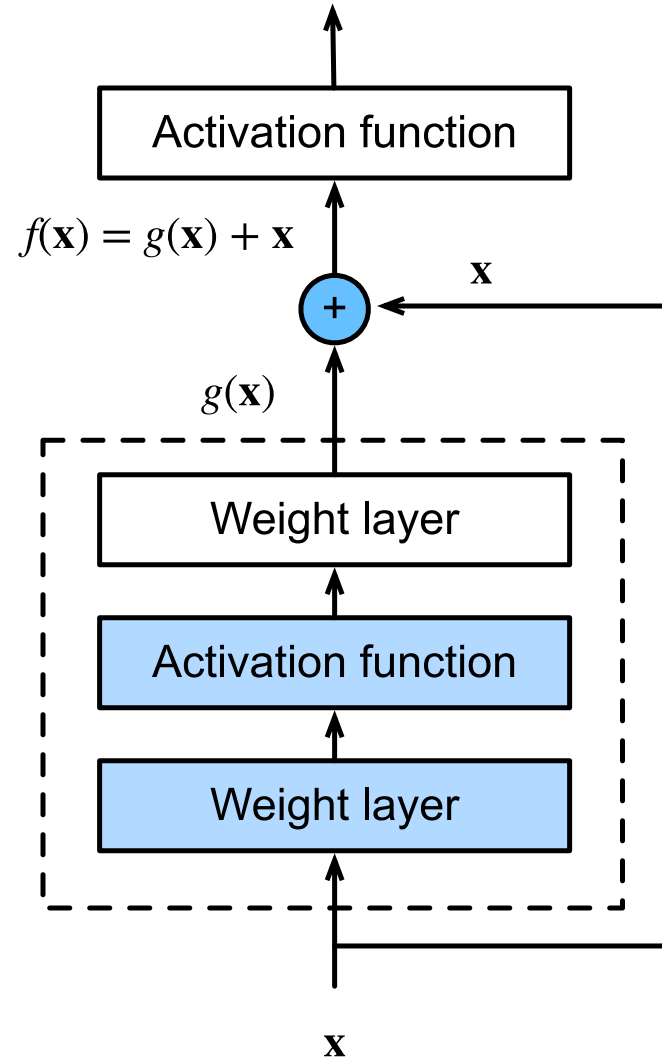 Activation function
f(x) = g(x) + x
x
+
g(x)
Weight layer
Activation function
Weight layer
x